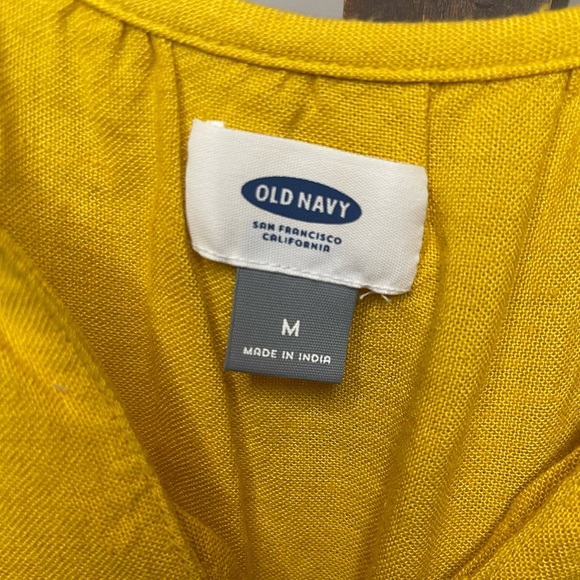 OLD NAVY
SAN FRANCISCO
CALIFORNIA
M
MADE IN INDIA